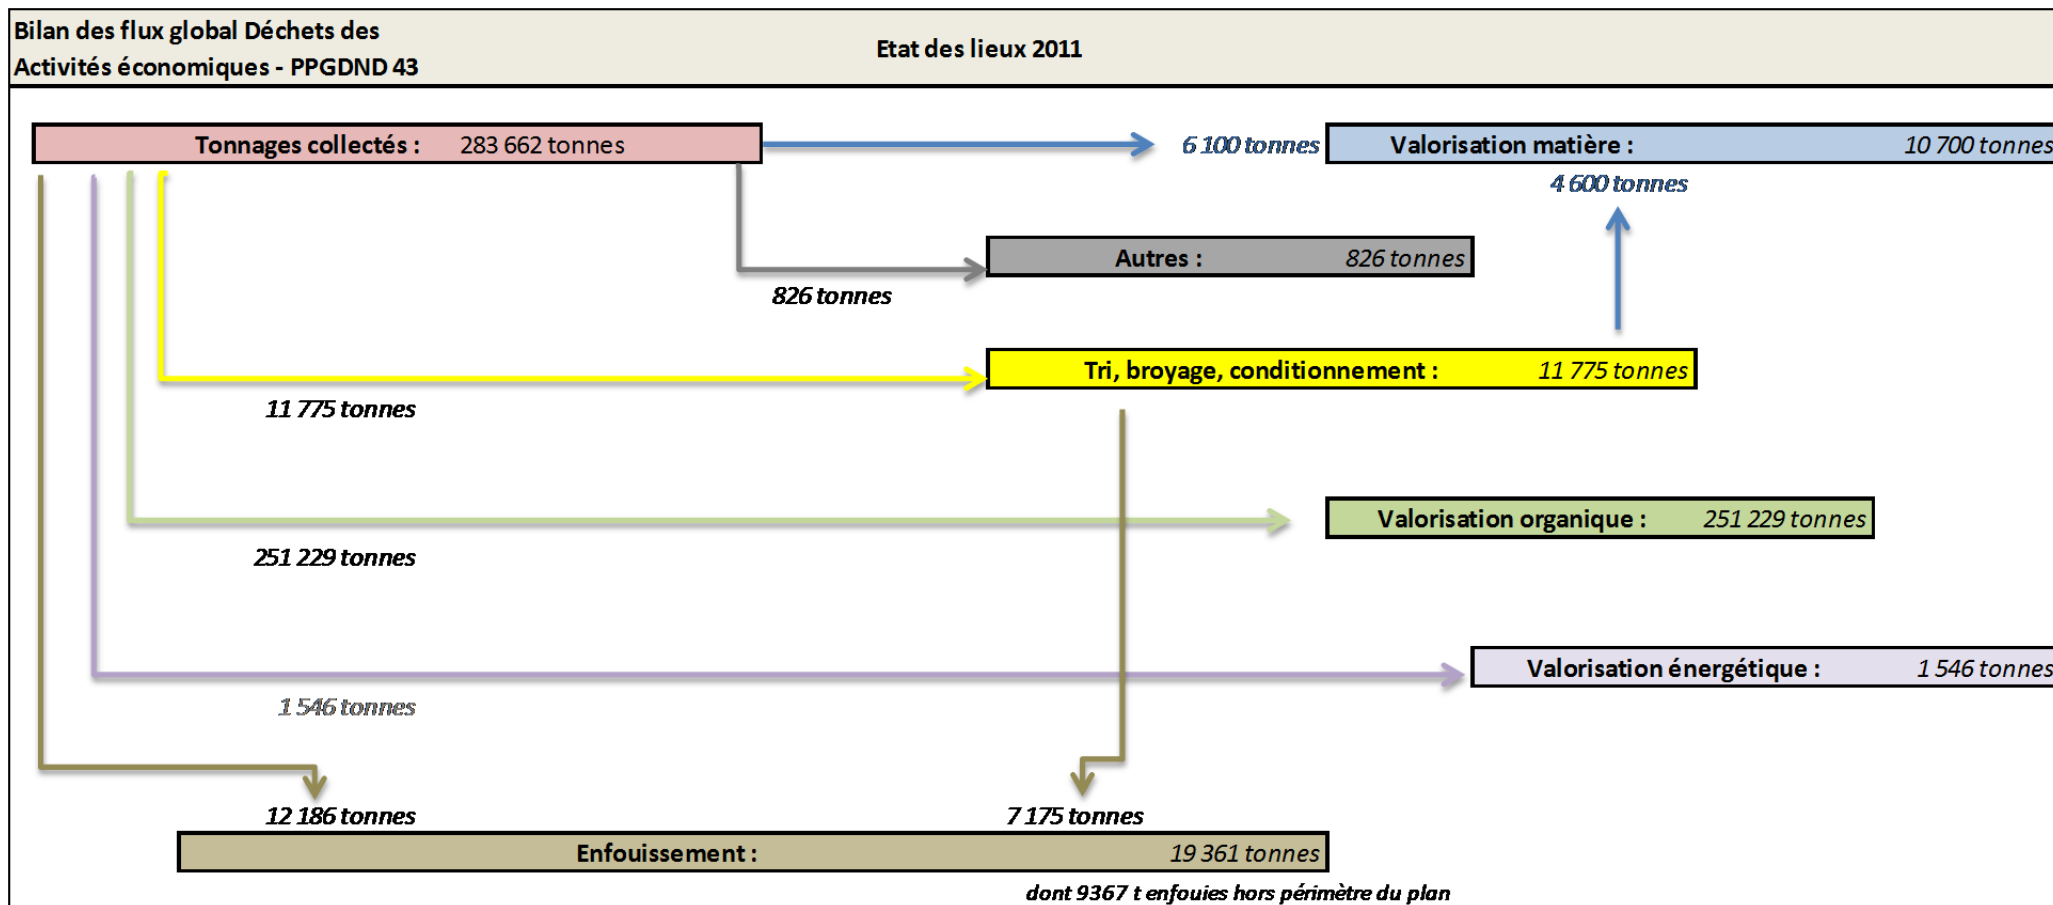 Bilan des flux global Déchets des
Activités économiques - PPGDND 43
Etat des lieux 2011
Tonnages collectés : 283 662 tonnes
6 100 tonnes
Valorisation matière : 10 700 tonnes
4 600 tonnes
Autres : 826 tonnes
826 tonnes
Tri, broyage, conditionnement : 11 775 tonnes
11 775 tonnes
Valorisation organique : 251 229 tonnes
251 229 tonnes
Valorisation énergétique : 1 546 tonnes
1 546 tonnes
12 186 tonnes
7 175 tonnes
Enfouissement : 19 361 tonnes
dont 9367 t enfouies hors périmètre du plan